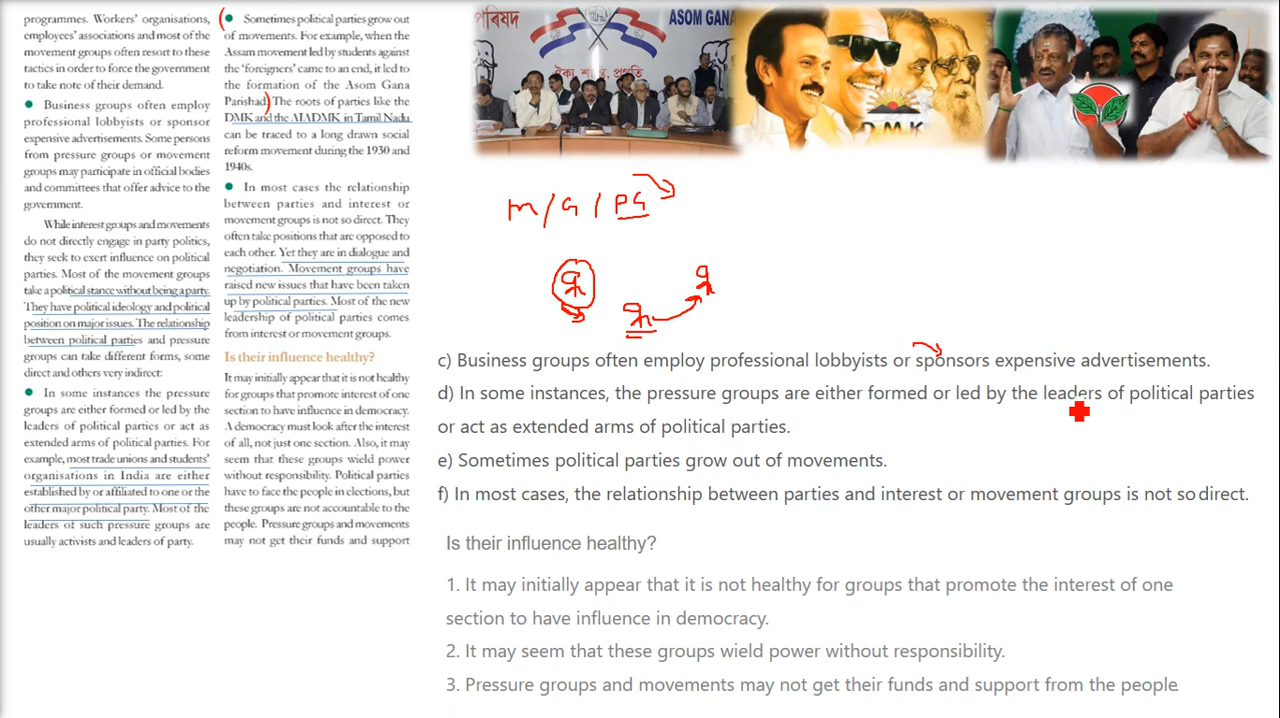 programmes. Workers' organisations,
employees' associations and most of the
movement groups often resort to these
tactics in order to force the government
to take note of their demand.
● Business groups often employ
professional lobbyists or sponsor
expensive advertisements. Some persons
from pressure groups or movement
groups may participate in official bodies
and committees that offer advice to the
government.
While interest groups and movements
do not directly engage in party politics,
they seek to exert influence on political
parties. Most of the movement groups
take a political stance without being a party.
They have political ideology and political
position on major issues. The relationship
between political parties and pressure
groups can take different forms, some
direct and others very indirect:
● In some instances the pressure
groups are either formed or led by the
leaders of political parties or act as
extended arms of political parties. For
example, most trade unions and students'
organisations in India are either
established by or affiliated to one or the
other major political party. Most of the
leaders of such pressure groups are
usually activists and leaders of party.
● Sometimes political parties grow out
of movements. For example, when the
Assam movement led by students against
the 'foreigners' came to an end, it led to
the formation of the Asom Gana
Parishad. The roots of parties like the
DMK and the AIADMK in Tamil Nadu
can be traced to a long drawn social
reform movement during the 1930 and
1940s.
● In most cases the relationship
between parties and interest or
movement groups is not so direct. They
often take positions that are opposed to
each other. Yet they are in dialogue and
negotiation. Movement groups have
raised new issues that have been taken
up by political parties. Most of the new
leadership of political parties comes
from interest or movement groups.
Is their influence healthy?
It may initially appear that it is not healthy
for groups that promote interest of one
section to have influence in democracy.
A democracy must look after the interest
of all, not just one section. Also, it may
seem that these groups wield power
without responsibility. Political parties
have to face the people in elections, but
these groups are not accountable to the
people. Pressure groups and movements
may not get their funds and support
পৰিষদ
ASOM GANA
DMK
M/G/PG
c) Business groups often employ professional lobbyists or sponsors expensive advertisements.
d) In some instances, the pressure groups are either formed or led by the leaders of political parties
or act as extended arms of political parties.
e) Sometimes political parties grow out of movements.
f) In most cases, the relationship between parties and interest or movement groups is not so direct.
Is their influence healthy?
1. It may initially appear that it is not healthy for groups that promote the interest of one
section to have influence in democracy.
2. It may seem that these groups wield power without responsibility.
3. Pressure groups and movements may not get their funds and support from the people